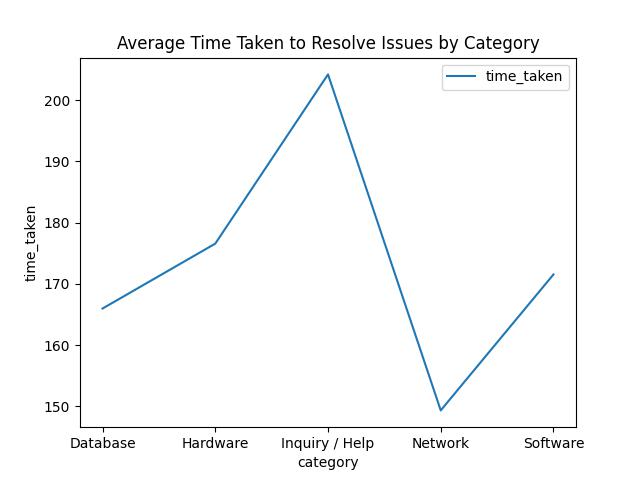 Average Time Taken to Resolve Issues by Category
time_taken
200
190
180
170
160
150
time_taken
Database Hardware Inquiry / Help Network Software
category